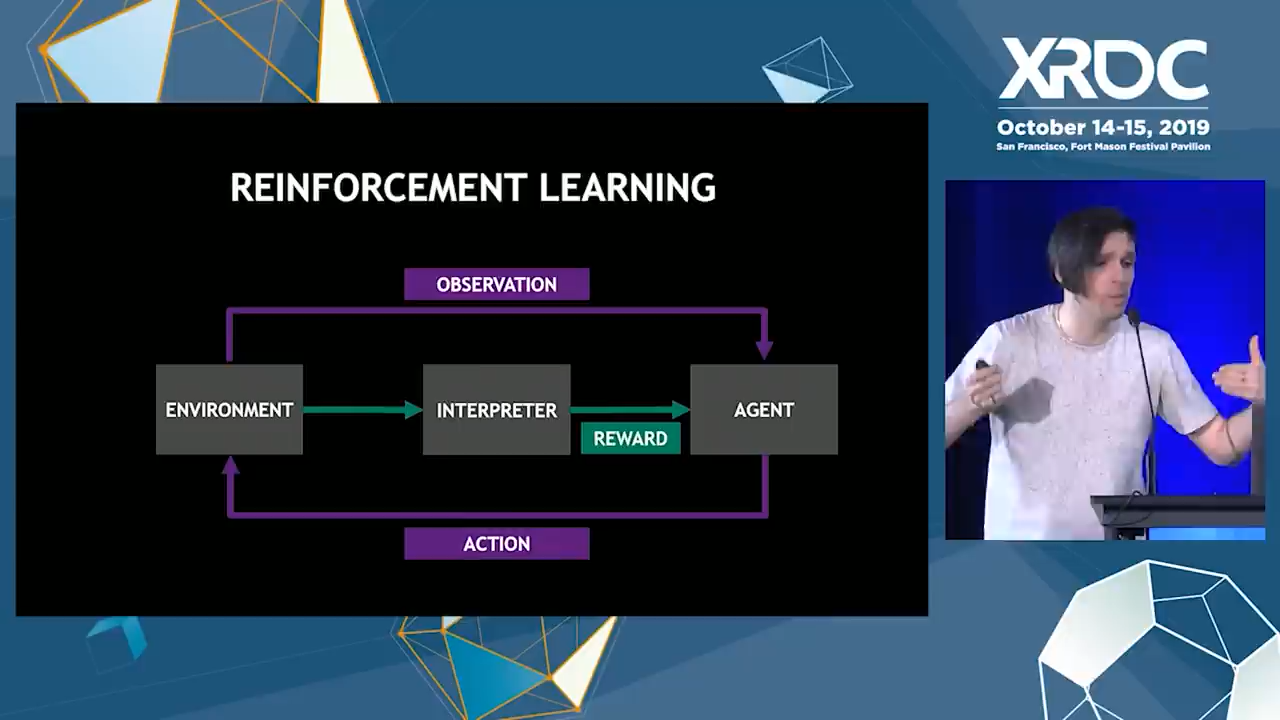 XRDC
October 14-15, 2019
San Francisco, Fort Mason Festival Pavilion
REINFORCEMENT LEARNING
OBSERVATION
ENVIRONMENT
INTERPRETER
AGENT
REWARD
ACTION